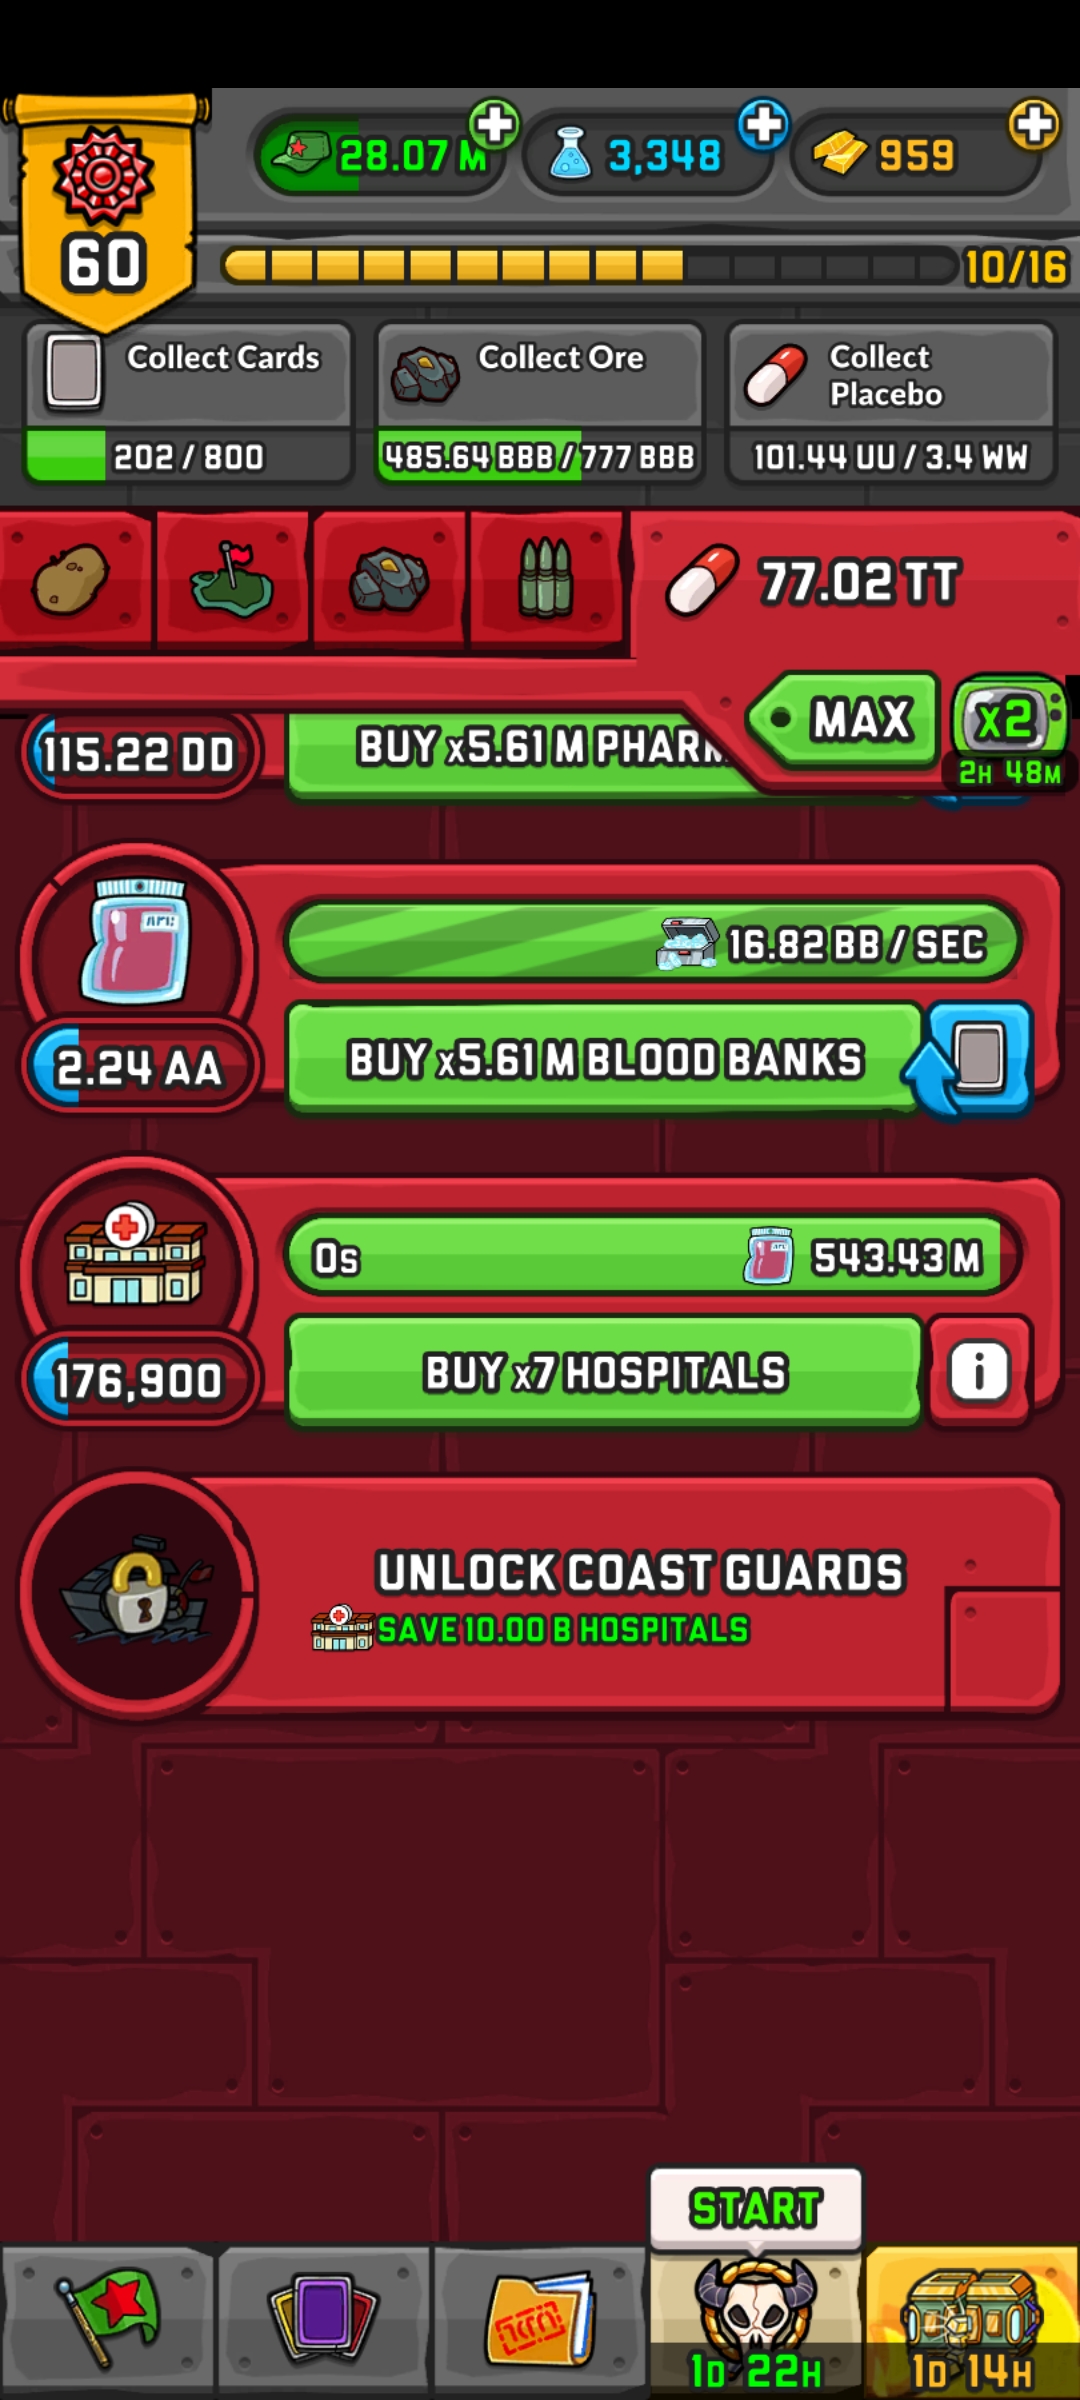 28.07 M
3,348
959
60
10/16
Collect Cards
202 / 800
Collect Ore
485.64 BBB / 777 BBB
Collect
Placebo
101.44 UU / 3.4 WW
77.02 TT
MAX
x2
2H 48M
115.22 DD
BUY x5.61 M
16.82 BB / SEC
2.24 AA
BUY x5.61 M BLOOD BANKS
0s
543.43 M
176,900
BUY x7 HOSPITALS
i
UNLOCK COAST GUARDS
SAVE 10.00 B HOSPITALS
START
1D 22H
1D 14H